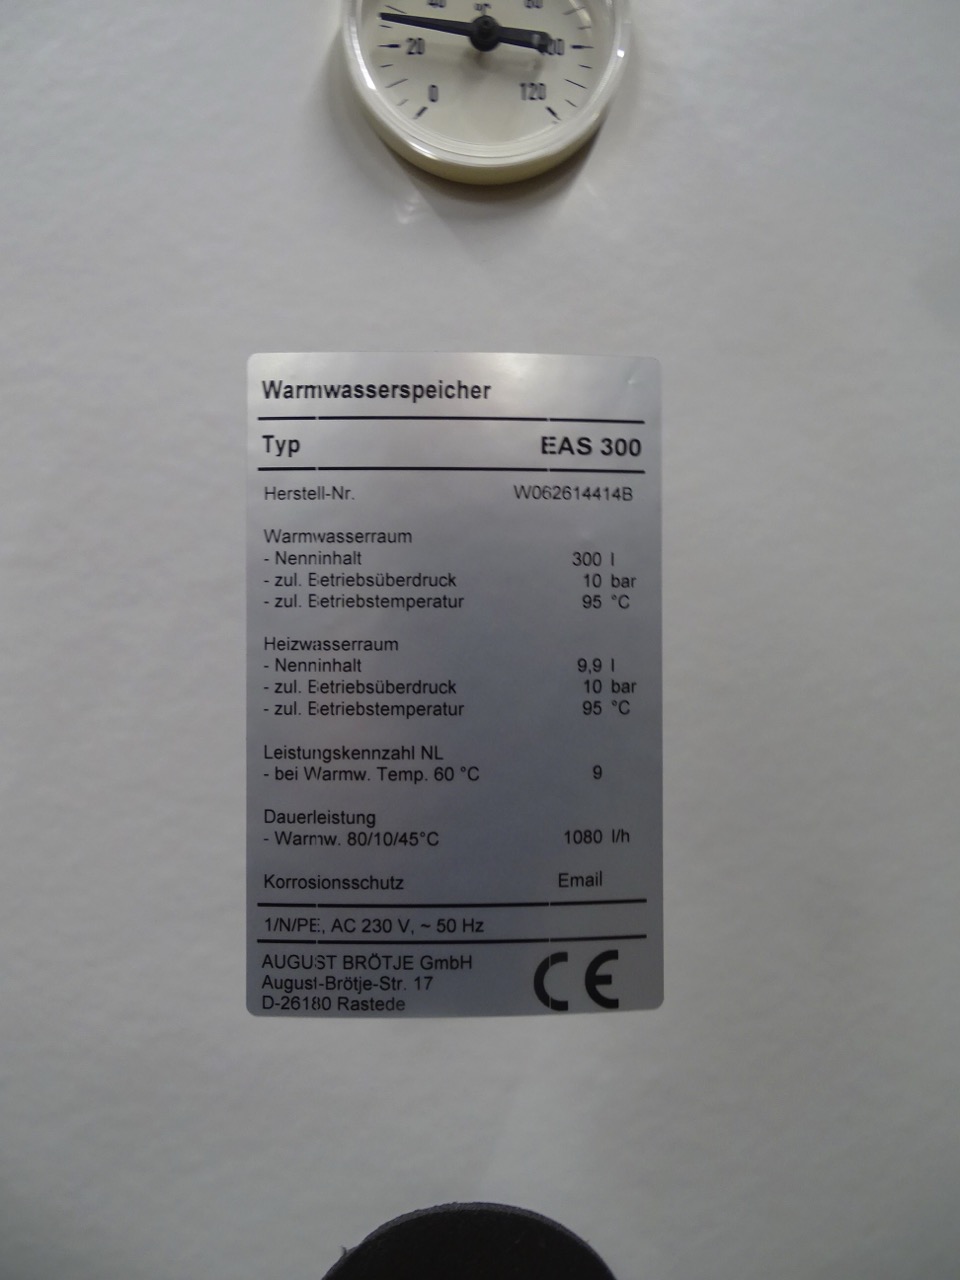 40 °C 80
20 100
0 120
Warmwasserspeicher
Typ EAS 300
Herstell-Nr. W062614414B
Warmwasserraum
- Nenninhalt 300 l
- zul. Betriebsüberdruck 10 bar
- zul. Betriebstemperatur 95 °C
Heizwasserraum
- Nenninhalt 9,9 l
- zul. Betriebsüberdruck 10 bar
- zul. Betriebstemperatur 95 °C
Leistungskennzahl NL
- bei Warmw. Temp. 60 °C 9
Dauerleistung
- Warmw. 80/10/45°C 1080 l/h
Korrosionsschutz Email
1/N/PE, AC 230 V, ~ 50 Hz
AUGUST BRÖTJE GmbH
August-Brötje-Str. 17
D-26180 Rastede
CE